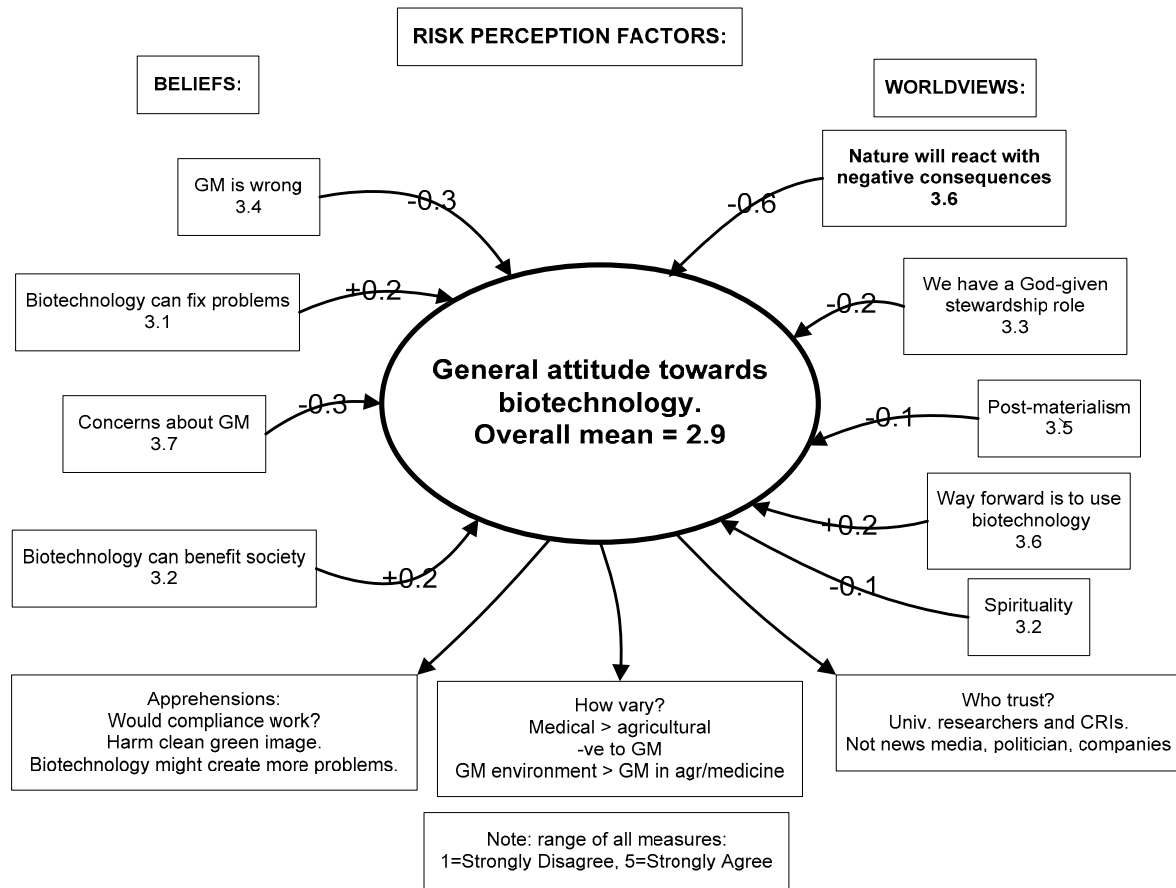 RISK PERCEPTION FACTORS:
BELIEFS:
WORLDVIEWS:
GM is wrong
3.4
-0.3
Nature will react with
negative consequences
3.6
-0.6
Biotechnology can fix problems
3.1
+0.2
We have a God-given
stewardship role
3.3
-0.2
General attitude towards
biotechnology.
Overall mean = 2.9
Concerns about GM
3.7
-0.3
Post-materialism
3.5
-0.1
Way forward is to use
biotechnology
3.6
+0.2
Biotechnology can benefit society
3.2
+0.2
Spirituality
3.2
-0.1
Apprehensions:
Would compliance work?
Harm clean green image.
Biotechnology might create more problems.
How vary?
Medical > agricultural
-ve to GM
GM environment > GM in agr/medicine
Who trust?
Univ. researchers and CRIs.
Not news media, politician, companies
Note: range of all measures:
1=Strongly Disagree, 5=Strongly Agree